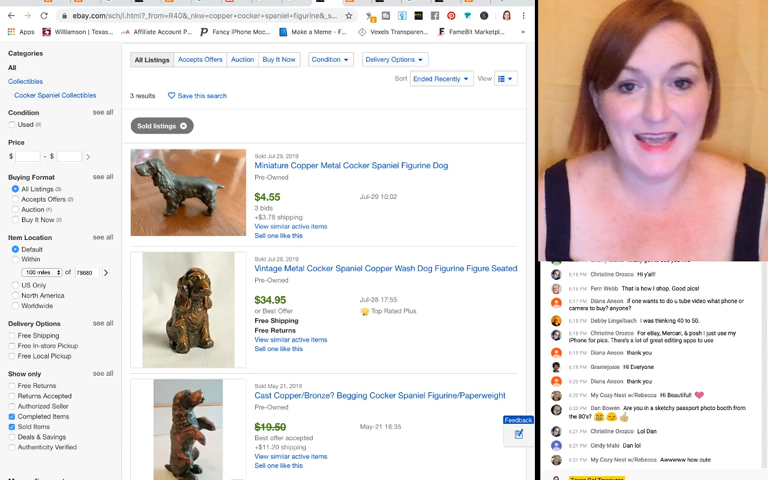 ebay.com/sch/i.html?_from=R40&_nkw=copper+cocker+spaniel+figurine&_s...
Apps
Williamson | Texas...
Affiliate Account P...
Fancy iPhone Moc...
Make a Meme - F...
Vexels Transparen...
FameBit Marketpl...
Categories
All
Collectibles
Cocker Spaniel Collectibles
Condition
see all
Used (3)
Price
see all
$
$
Buying Format
see all
All Listings (3)
Accepts Offers (2)
Auction (1)
Buy It Now (2)
Item Location
see all
Default
Within
100 miles
of
78680
US Only
North America
Worldwide
Delivery Options
see all
Free Shipping
Free In-store Pickup
Free Local Pickup
Show only
see all
Free Returns
Returns Accepted
Authorized Seller
Completed Items
Sold Items
Deals & Savings
Authenticity Verified
All Listings
Accepts Offers
Auction
Buy It Now
Condition
Delivery Options
Sort
Ended Recently
View
3 results
Save this search
Sold listings
Sold Jul 29, 2019
Miniature Copper Metal Cocker Spaniel Figurine Dog
Pre-Owned
$4.55
Jul-29 10:02
3 bids
+$3.78 shipping
View similar active items
Sell one like this
Sold Jul 28, 2019
Vintage Metal Cocker Spaniel Copper Wash Dog Figurine Figure Seated
Pre-Owned
$34.95
Jul-28 17:55
or Best Offer
Top Rated Plus
Free Shipping
Free Returns
View similar active items
Sell one like this
Sold May 21, 2019
Cast Copper/Bronze? Begging Cocker Spaniel Figurine/Paperweight
Pre-Owned
$19.50
May-21 16:35
Best offer accepted
+$11.20 shipping
View similar active items
Sell one like this
Feedback
6:16 PM Christine Orozco Hi y'all!
6:16 PM Fern Webb That is how I shop. Good pics!
6:17 PM Diana Anson if one wants to do u tube video what phone or
camera to buy? anyone?
6:18 PM Debby Lingelbach I was thinking 40 to 50.
6:18 PM Christine Orozco For eBay, Mercari, & posh I just use my
iPhone for pics. There's a lot of great editing apps to use
6:19 PM Diana Anson thank you
6:19 PM Graniejosie Hi Everyone
6:20 PM Diana Anson thank you
6:20 PM My Cozy Nest w/Rebecca Hi Beautiful!
6:20 PM Dan Bowen Are you in a sketchy passport photo booth from
the 80's?
6:21 PM Christine Orozco Lol Dan
6:21 PM Cindy Maki Dan lol
6:21 PM My Cozy Nest w/Rebecca Awwwww how cute